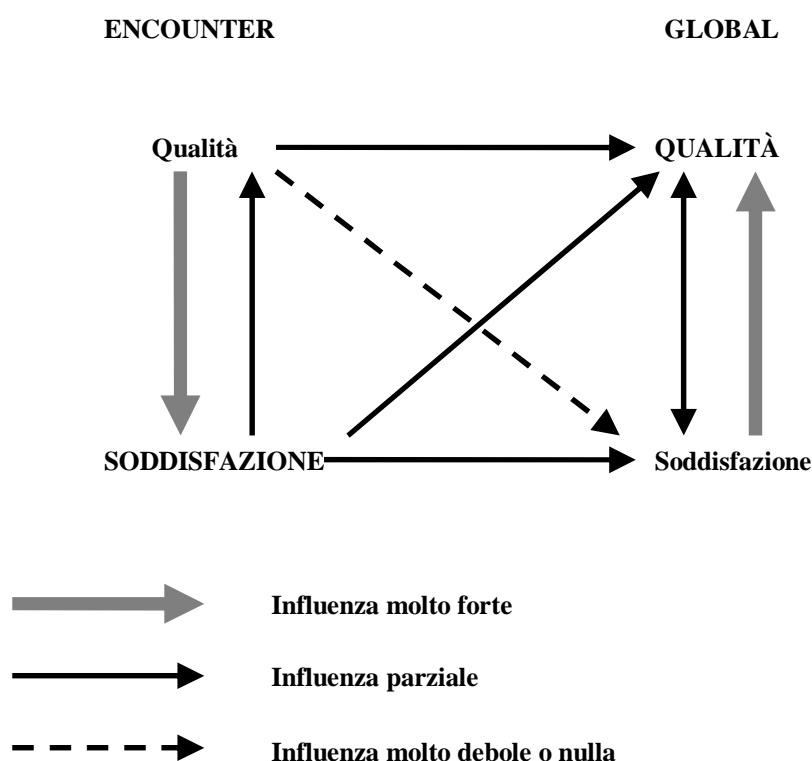 ENCOUNTER GLOBAL
Qualità QUALITÀ
SODDISFAZIONE Soddisfazione
Influenza molto forte
Influenza parziale
Influenza molto debole o nulla